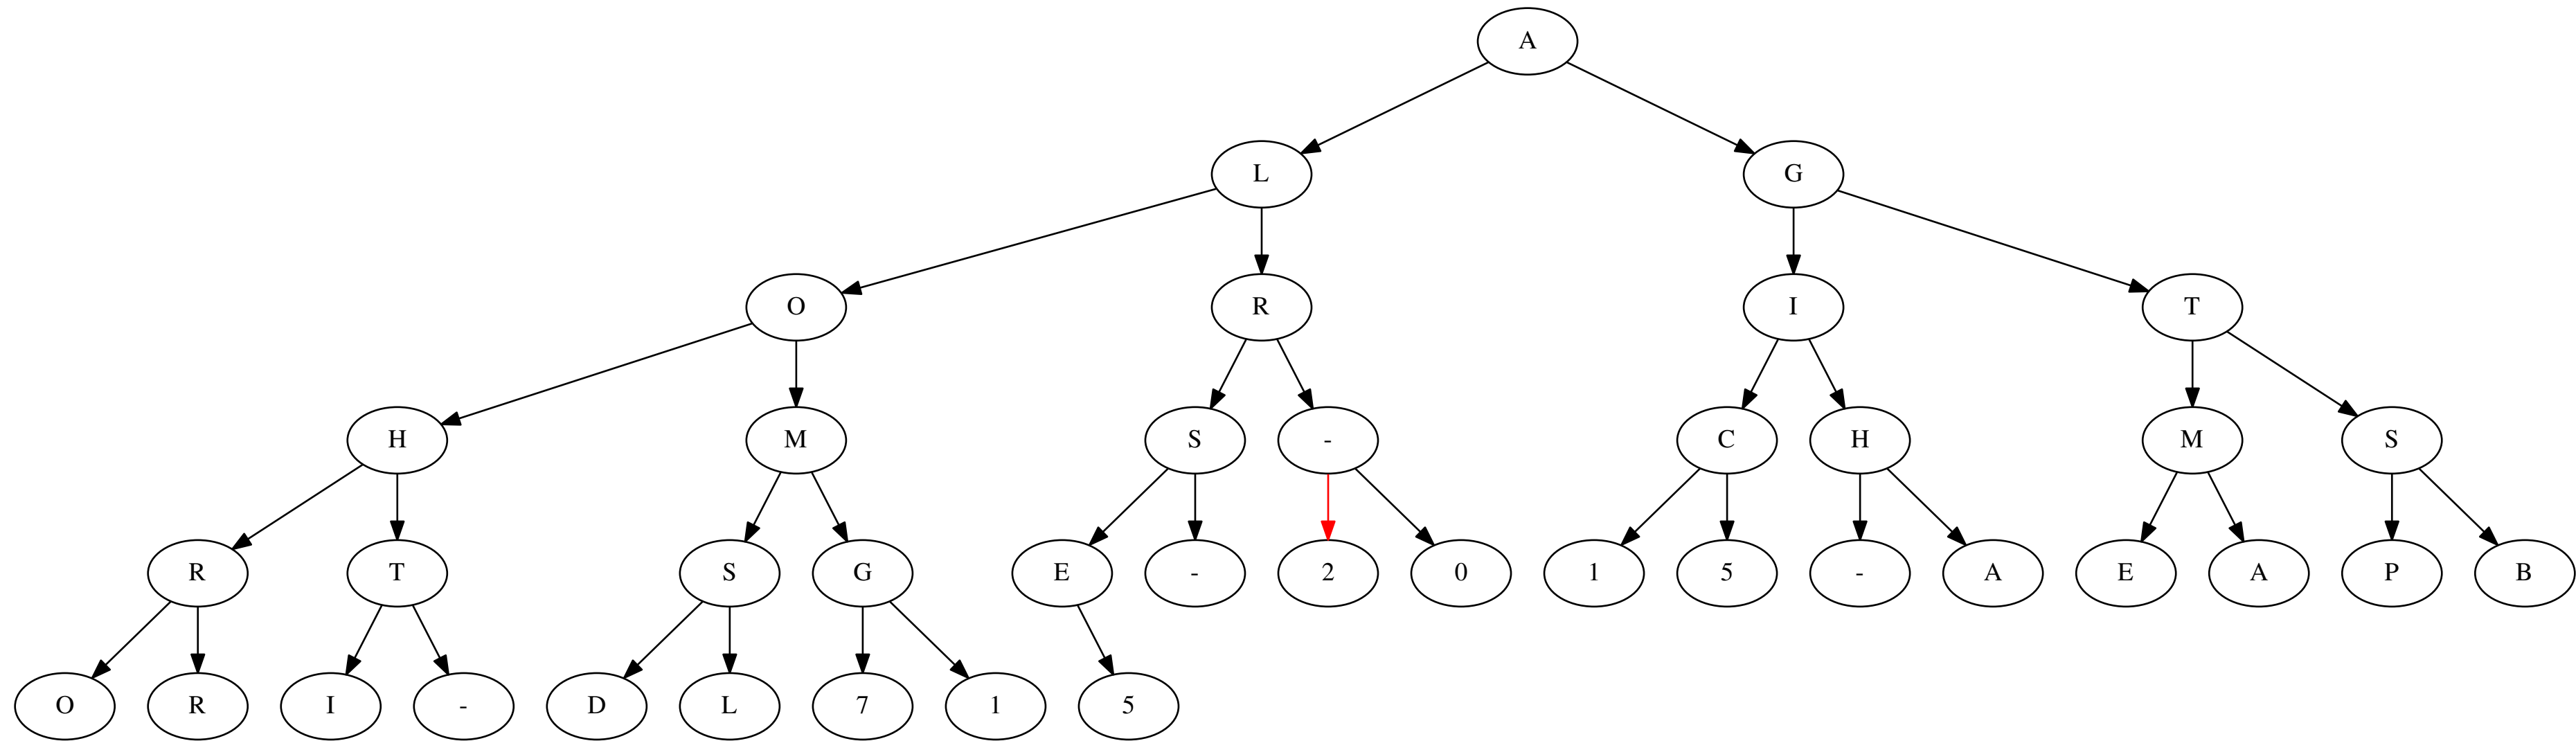 A
L G
O R I T
H M S - C H M S
R T S G E - 2 0 1 5 - A E A P B
O R I - D L 7 1 5